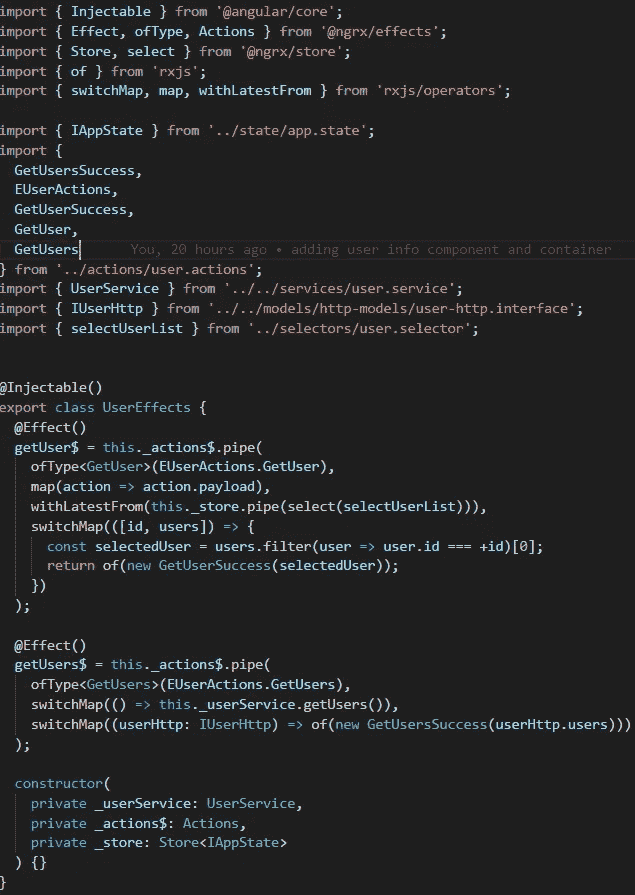 import { Injectable } from '@angular/core';
import { Effect, ofType, Actions } from '@ngrx/effects';
import { Store, select } from '@ngrx/store';
import { of } from 'rxjs';
import { switchMap, map, withLatestFrom } from 'rxjs/operators';

import { IAppState } from '../state/app.state';
import {
  GetUsersSuccess,
  EUserActions,
  GetUserSuccess,
  GetUser,
  GetUsers      You, 20 hours ago • adding user info component and container
} from '../actions/user.actions';
import { UserService } from '../../services/user.service';
import { IUserHttp } from '../../models/http-models/user-http.interface';
import { selectUserList } from '../selectors/user.selector';

@Injectable()
export class UserEffects {
  @Effect()
  getUser$ = this._actions$.pipe(
    ofType<GetUser>(EUserActions.GetUser),
    map(action => action.payload),
    withLatestFrom(this._store.pipe(select(selectUserList))),
    switchMap(([id, users]) => {
      const selectedUser = users.filter(user => user.id === +id)[0];
      return of(new GetUserSuccess(selectedUser));
    })
  );

  @Effect()
  getUsers$ = this._actions$.pipe(
    ofType<GetUsers>(EUserActions.GetUsers),
    switchMap(() => this._userService.getUsers()),
    switchMap((userHttp: IUserHttp) => of(new GetUsersSuccess(userHttp.users)))
  );

  constructor(
    private _userService: UserService,
    private _actions$: Actions,
    private _store: Store<IAppState>
  ) {}
}